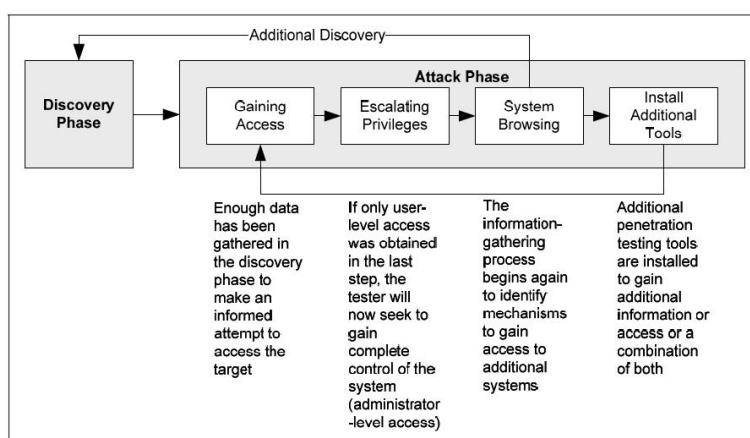 Additional Discovery
Attack Phase
Discovery
Phase
Gaining
Access
Escalating
Privileges
System
Browsing
Install
Additional
Tools
Enough data
has been
gathered in
the discovery
phase to
make an
informed
attempt to
access the
target
If only user-
level access
was obtained
in the last
step, the
tester will
now seek to
gain
complete
control of the
system
(administrator
-level access)
The
information-
gathering
process
begins again
to identify
mechanisms
to gain
access to
additional
systems
Additional
penetration
testing tools
are installed
to gain
additional
information or
access or a
combination
of both